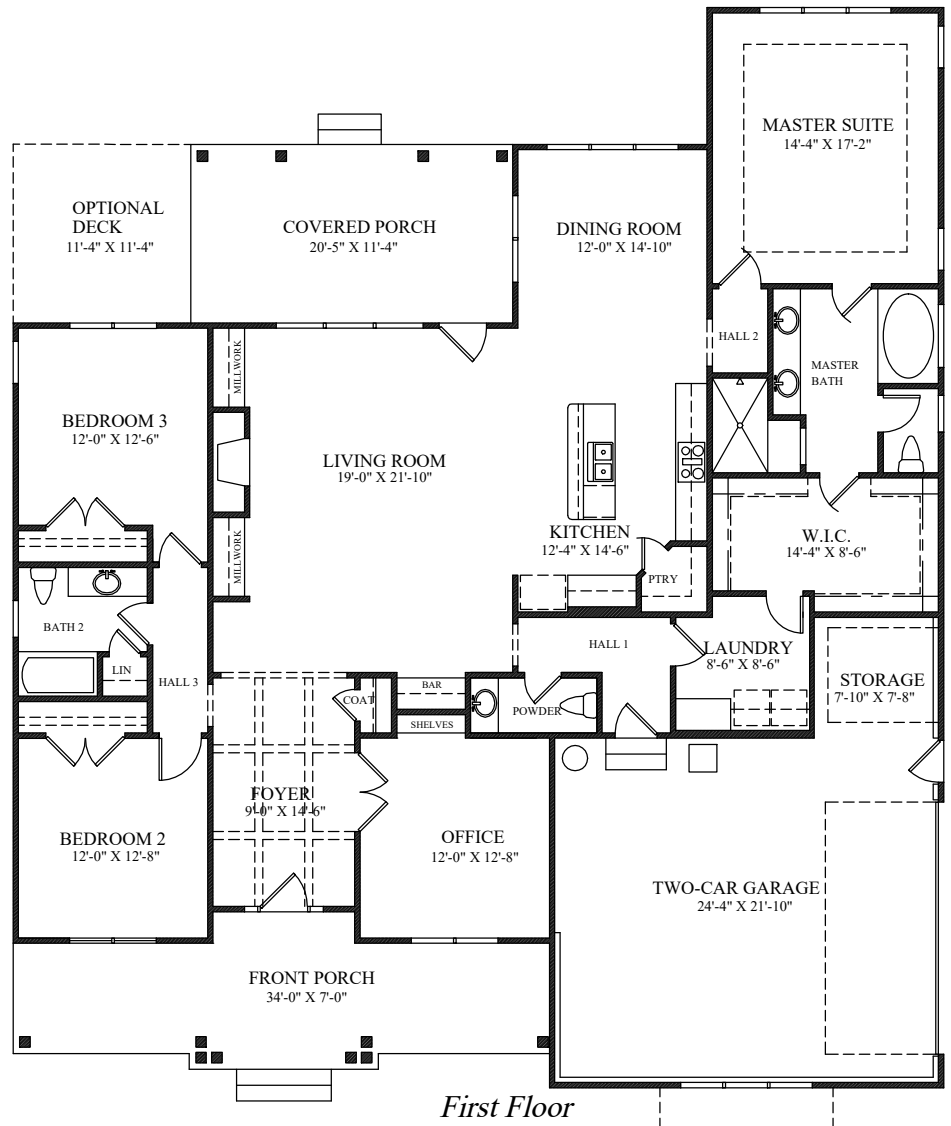 MASTER SUITE
14'-4" X 17'-2"
OPTIONAL
DECK
11'-4" X 11'-4"
COVERED PORCH
20'-5" X 11'-4"
DINING ROOM
12'-0" X 14'-10"
HALL 2
MASTER
BATH
MILLWORK
BEDROOM 3
12'-0" X 12'-6"
LIVING ROOM
19'-0" X 21'-10"
KITCHEN
12'-4" X 14'-6"
W.I.C.
14'-4" X 8'-6"
MILLWORK
PTRY
BATH 2
LIN
HALL 3
HALL 1
LAUNDRY
8'-6" X 8'-6"
STORAGE
7'-10" X 7'-8"
COAT
BAR
SHELVES
POWDER
FOYER
9'-0" X 14'-6"
BEDROOM 2
12'-0" X 12'-8"
OFFICE
12'-0" X 12'-8"
TWO-CAR GARAGE
24'-4" X 21'-10"
FRONT PORCH
34'-0" X 7'-0"
First Floor